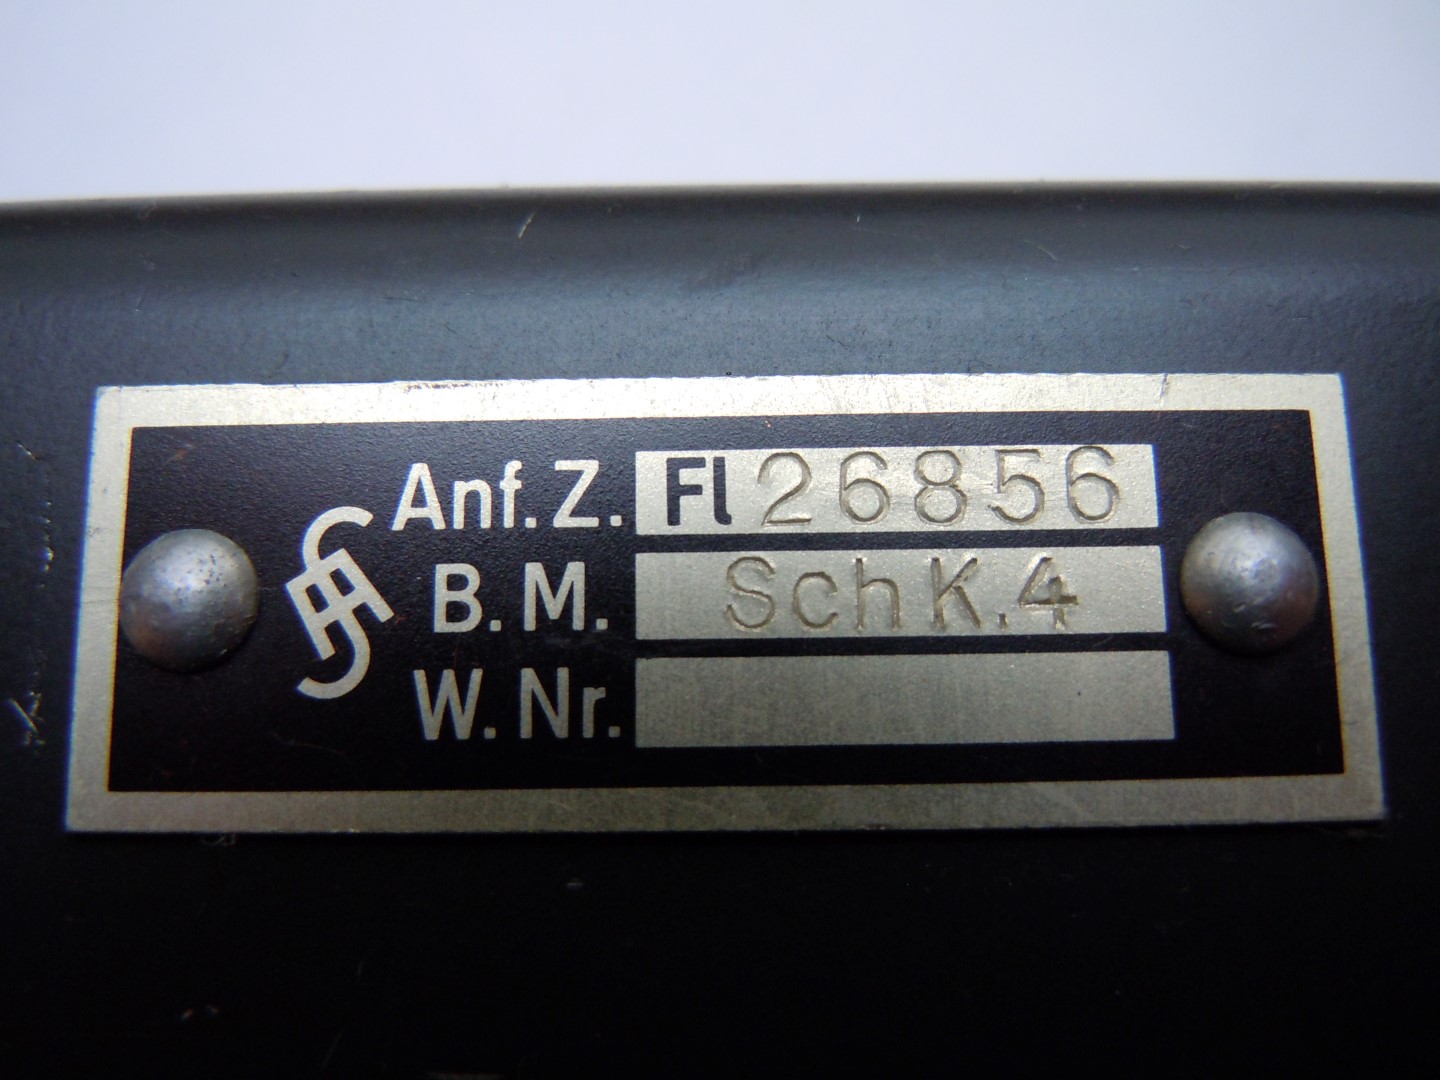 Anf. Z. Fl 26856
B. M. SchK.4
W. Nr.